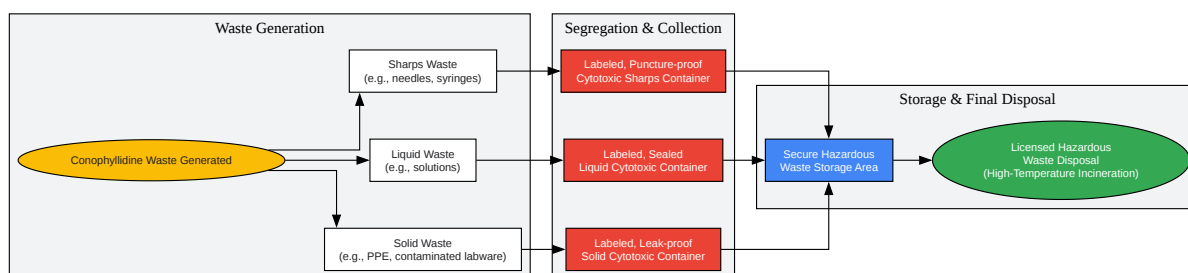 Waste Generation
Segregation & Collection
Storage & Final Disposal
Conophyllidine Waste Generated
Sharps Waste
(e.g., needles, syringes)
Liquid Waste
(e.g., solutions)
Solid Waste
(e.g., PPE, contaminated labware)
Labeled, Puncture-proof
Cytotoxic Sharps Container
Labeled, Sealed
Liquid Cytotoxic Container
Labeled, Leak-proof
Solid Cytotoxic Container
Secure Hazardous
Waste Storage Area
Licensed Hazardous
Waste Disposal
(High-Temperature Incineration)